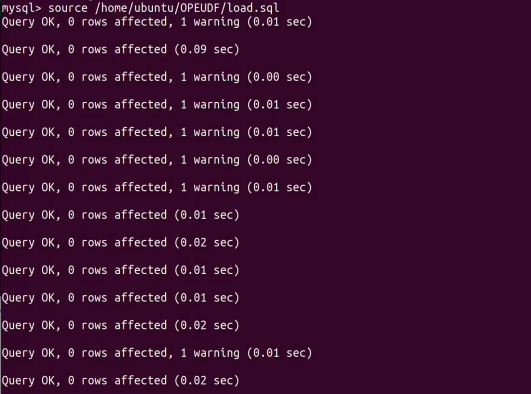 mysql> source /home/ubuntu/OPEUDF/load.sql
Query OK, 0 rows affected, 1 warning (0.01 sec)
Query OK, 0 rows affected (0.09 sec)
Query OK, 0 rows affected, 1 warning (0.00 sec)
Query OK, 0 rows affected, 1 warning (0.01 sec)
Query OK, 0 rows affected, 1 warning (0.01 sec)
Query OK, 0 rows affected, 1 warning (0.00 sec)
Query OK, 0 rows affected, 1 warning (0.01 sec)
Query OK, 0 rows affected (0.01 sec)
Query OK, 0 rows affected (0.02 sec)
Query OK, 0 rows affected (0.01 sec)
Query OK, 0 rows affected (0.01 sec)
Query OK, 0 rows affected (0.02 sec)
Query OK, 0 rows affected, 1 warning (0.01 sec)
Query OK, 0 rows affected (0.02 sec)